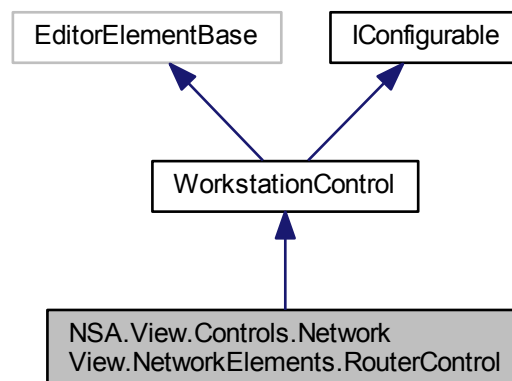 EditorElementBase
IConfigurable
WorkstationControl
NSA.View.Controls.Network
View.NetworkElements.RouterControl